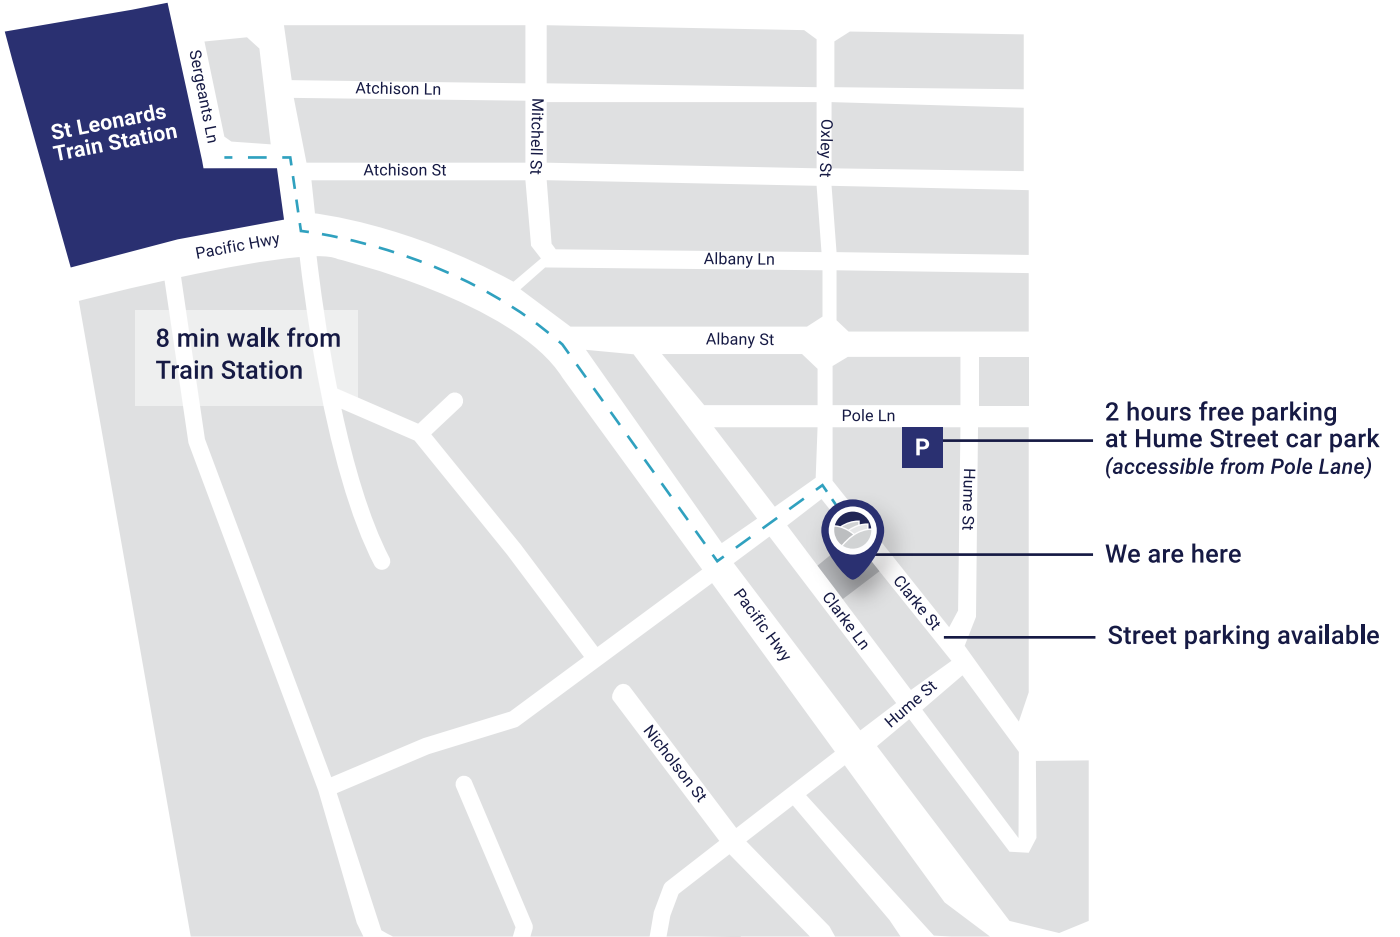 Sergeants Ln
St Leonards
Train Station
Atchison Ln
Mitchell St
Oxley St
Atchison St
Pacific Hwy
Albany Ln
8 min walk from
Train Station
Albany St
Pole Ln
P
2 hours free parking
at Hume Street car park
(accessible from Pole Lane)
Hume St
We are here
Clarke St
Clarke Ln
Pacific Hwy
Street parking available
Hume St
Nicholson St